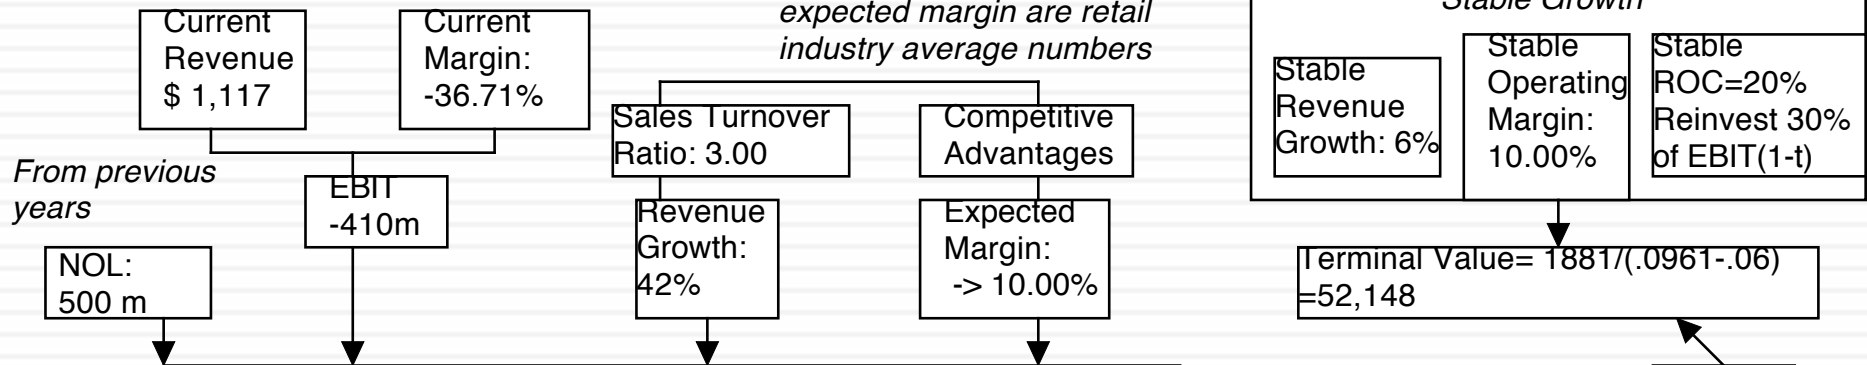 Current
Revenue
$ 1,117
Current
Margin:
-36.71%
expected margin are retail
industry average numbers
Stable Growth
Stable
Revenue
Growth: 6%
Stable
Operating
Margin:
10.00%
Stable
ROC=20%
Reinvest 30%
of EBIT(1-t)
Sales Turnover
Ratio: 3.00
Competitive
Advantages
From previous
years
EBIT
-410m
Revenue
Growth:
42%
Expected
Margin:
-> 10.00%
NOL:
500 m
Terminal Value= 1881/(.0961-.06)
=52,148